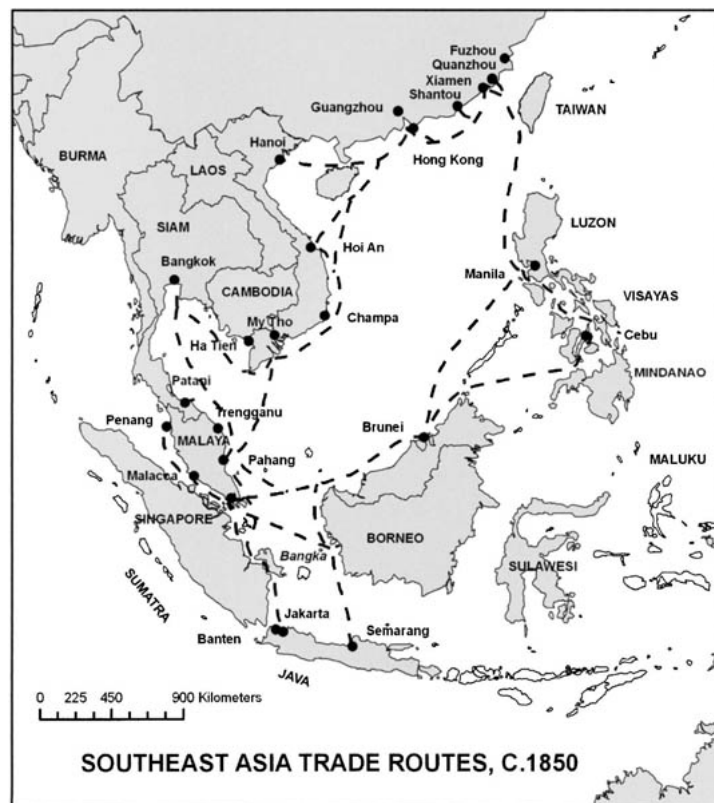 Fuzhou
Quanzhou
Xiamen
Shantou
Guangzhou
TAIWAN
Hanoi
Hong Kong
BURMA
LAOS
SIAM
LUZON
Hoi An
Bangkok
Manila
CAMBODIA
VISAYAS
My Tho
Champa
Ha Tien
Cebu
MINDANAO
Patani
Penang
Trengganu
Brunei
MALAYA
Pahang
Malacca
MALUKU
SINGAPORE
BORNEO
Bangka
SULAWESI
SUMATRA
Jakarta
Banten
Semarang
JAVA
0 225 450 900 Kilometers
SOUTHEAST ASIA TRADE ROUTES, C.1850